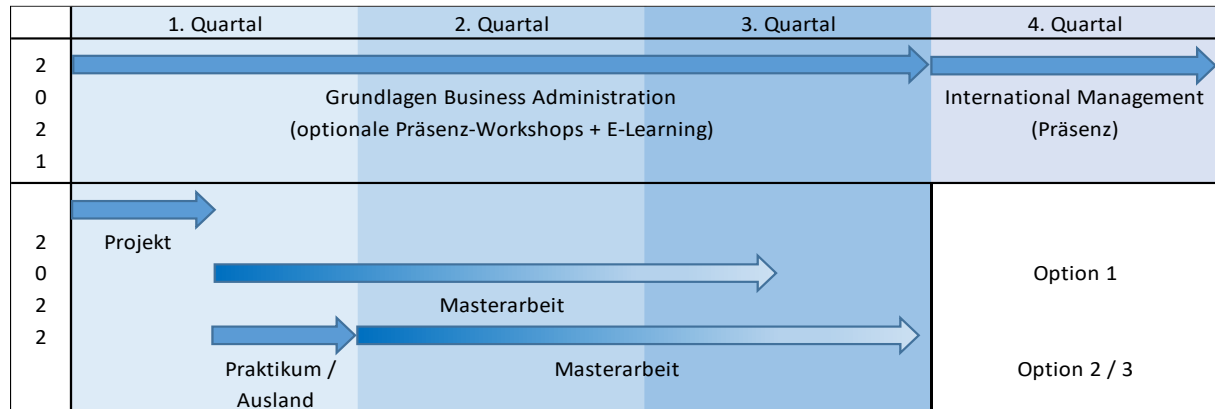 1. Quartal 2. Quartal 3. Quartal 4. Quartal
2
0
2
1
Grundlagen Business Administration
(optionale Präsenz-Workshops + E-Learning)
International Management
(Präsenz)
2
0
2
2
Projekt
Masterarbeit
Option 1
Praktikum /
Ausland
Masterarbeit
Option 2 / 3